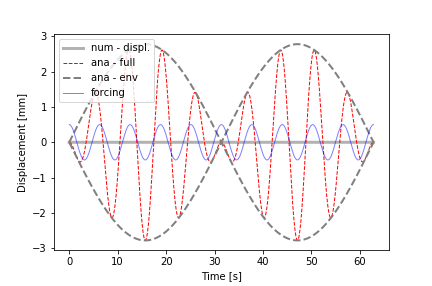 num - displ.
ana - full
ana - env
forcing
Displacement [mm]
3
2
1
0
−1
−2
−3
0 10 20 30 40 50 60
Time [s]